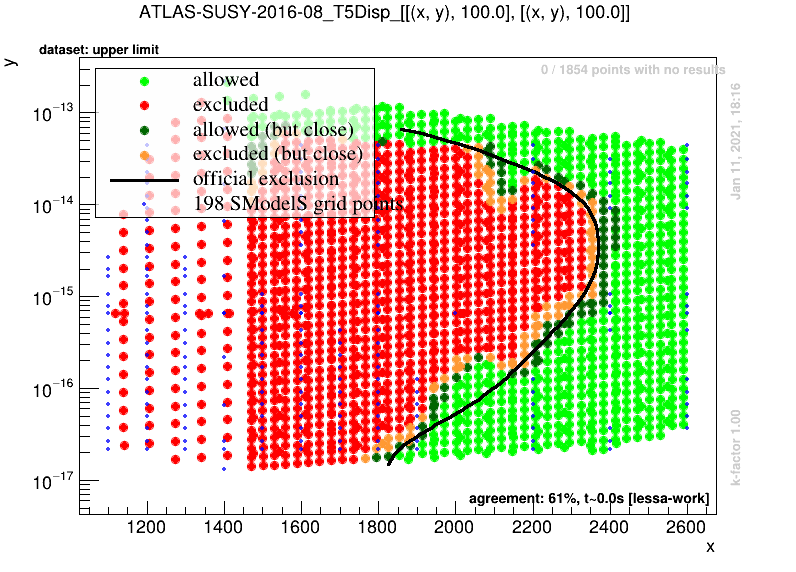 ATLAS-SUSY-2016-08_T5Disp_[[(x, y), 100.0], [(x, y), 100.0]]
dataset: upper limit
y
0 / 1854 points with no results
allowed
excluded
allowed (but close)
excluded (but close)
official exclusion
198 SModelS grid points
10⁻¹³
10⁻¹⁴
10⁻¹⁵
10⁻¹⁶
10⁻¹⁷
Jan 11, 2021, 18:16
k-factor 1.00
agreement: 61%, t~0.0s [lessa-work]
1200 1400 1600 1800 2000 2200 2400 2600
x